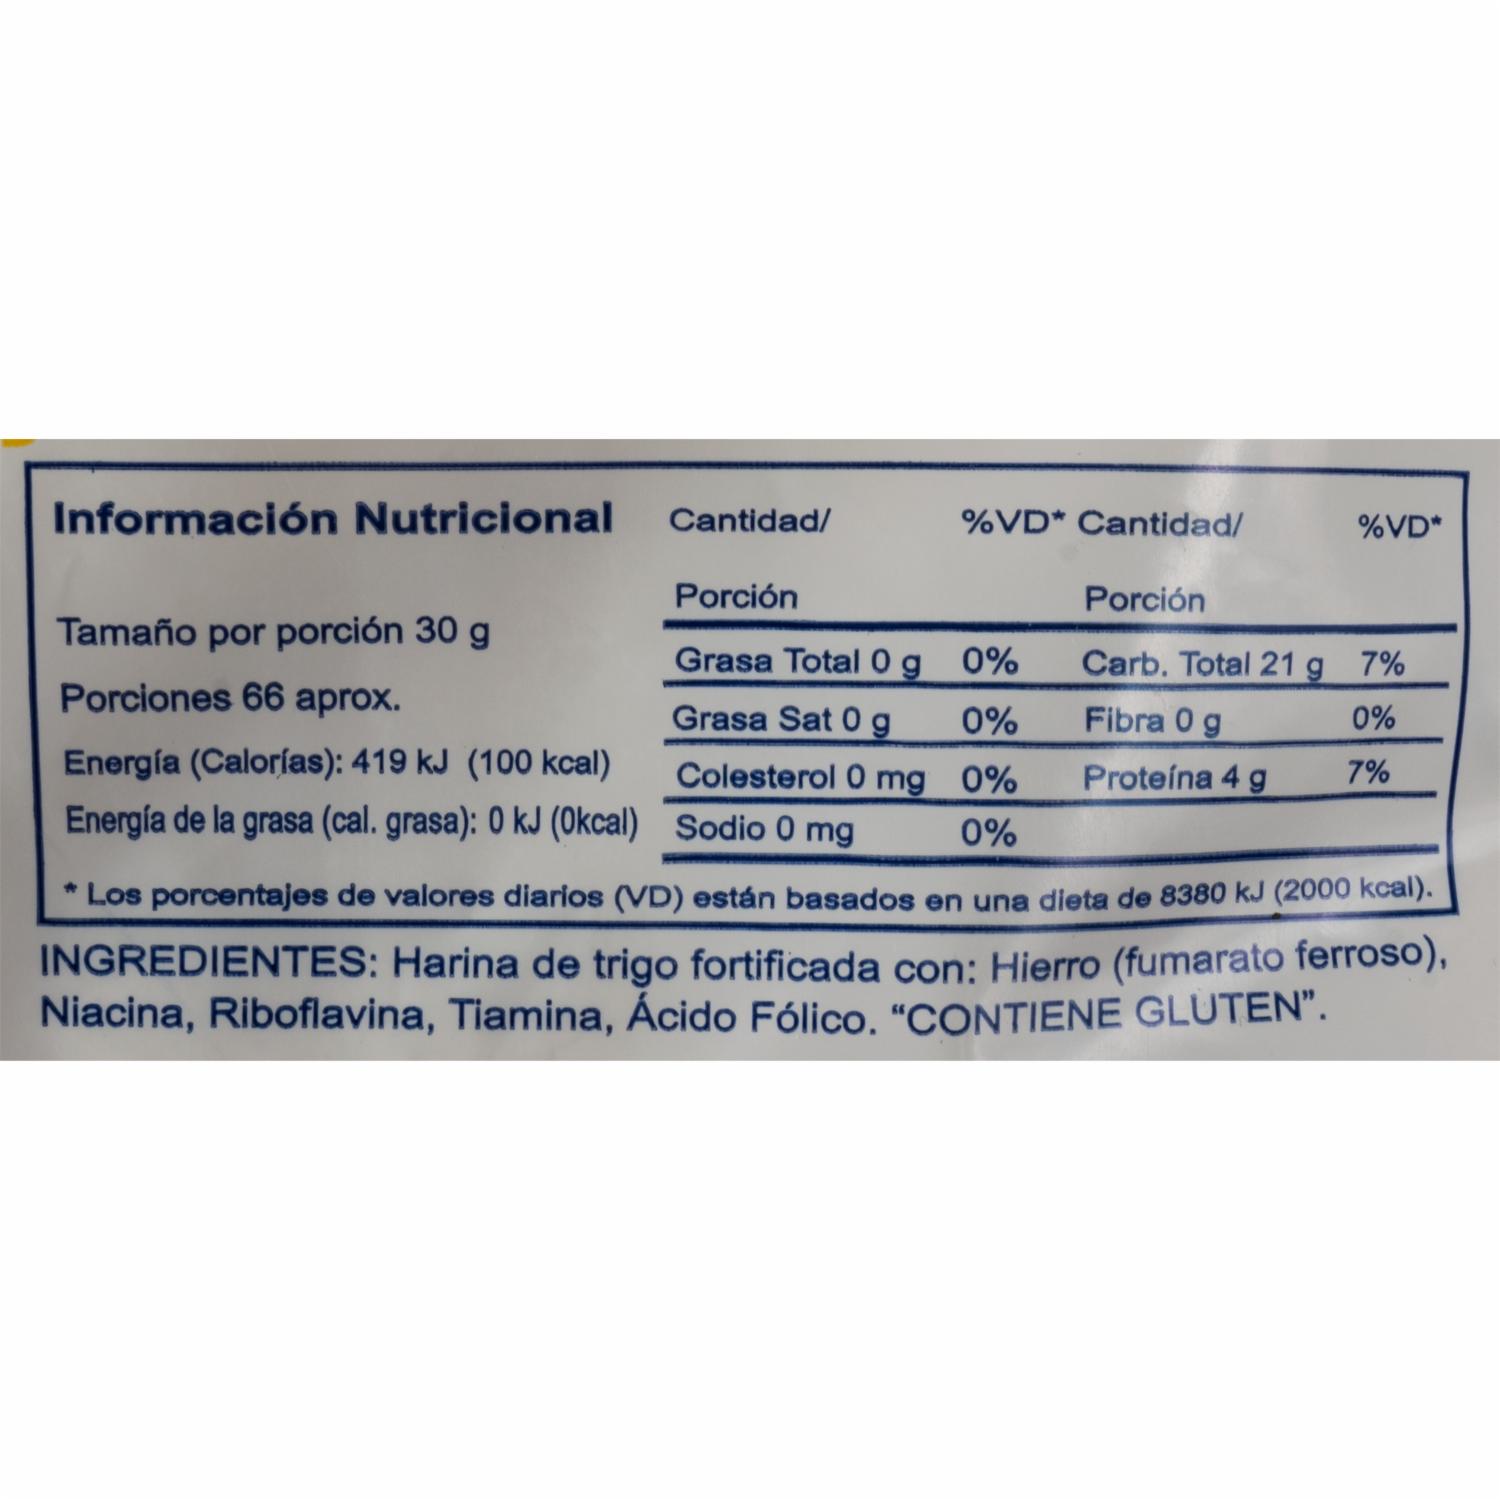 Información Nutricional Cantidad/ %VD* Cantidad/ %VD*
Porción Porción
Tamaño por porción 30 g
Grasa Total 0 g 0% Carb. Total 21 g 7%
Porciones 66 aprox.
Grasa Sat 0 g 0% Fibra 0 g 0%
Energía (Calorías): 419 kJ (100 kcal)
Colesterol 0 mg 0% Proteína 4 g 7%
Energía de la grasa (cal. grasa): 0 kJ (0kcal)
Sodio 0 mg 0%
* Los porcentajes de valores diarios (VD) están basados en una dieta de 8380 kJ (2000 kcal).
INGREDIENTES: Harina de trigo fortificada con: Hierro (fumarato ferroso),
Niacina, Riboflavina, Tiamina, Ácido Fólico. “CONTIENE GLUTEN”.